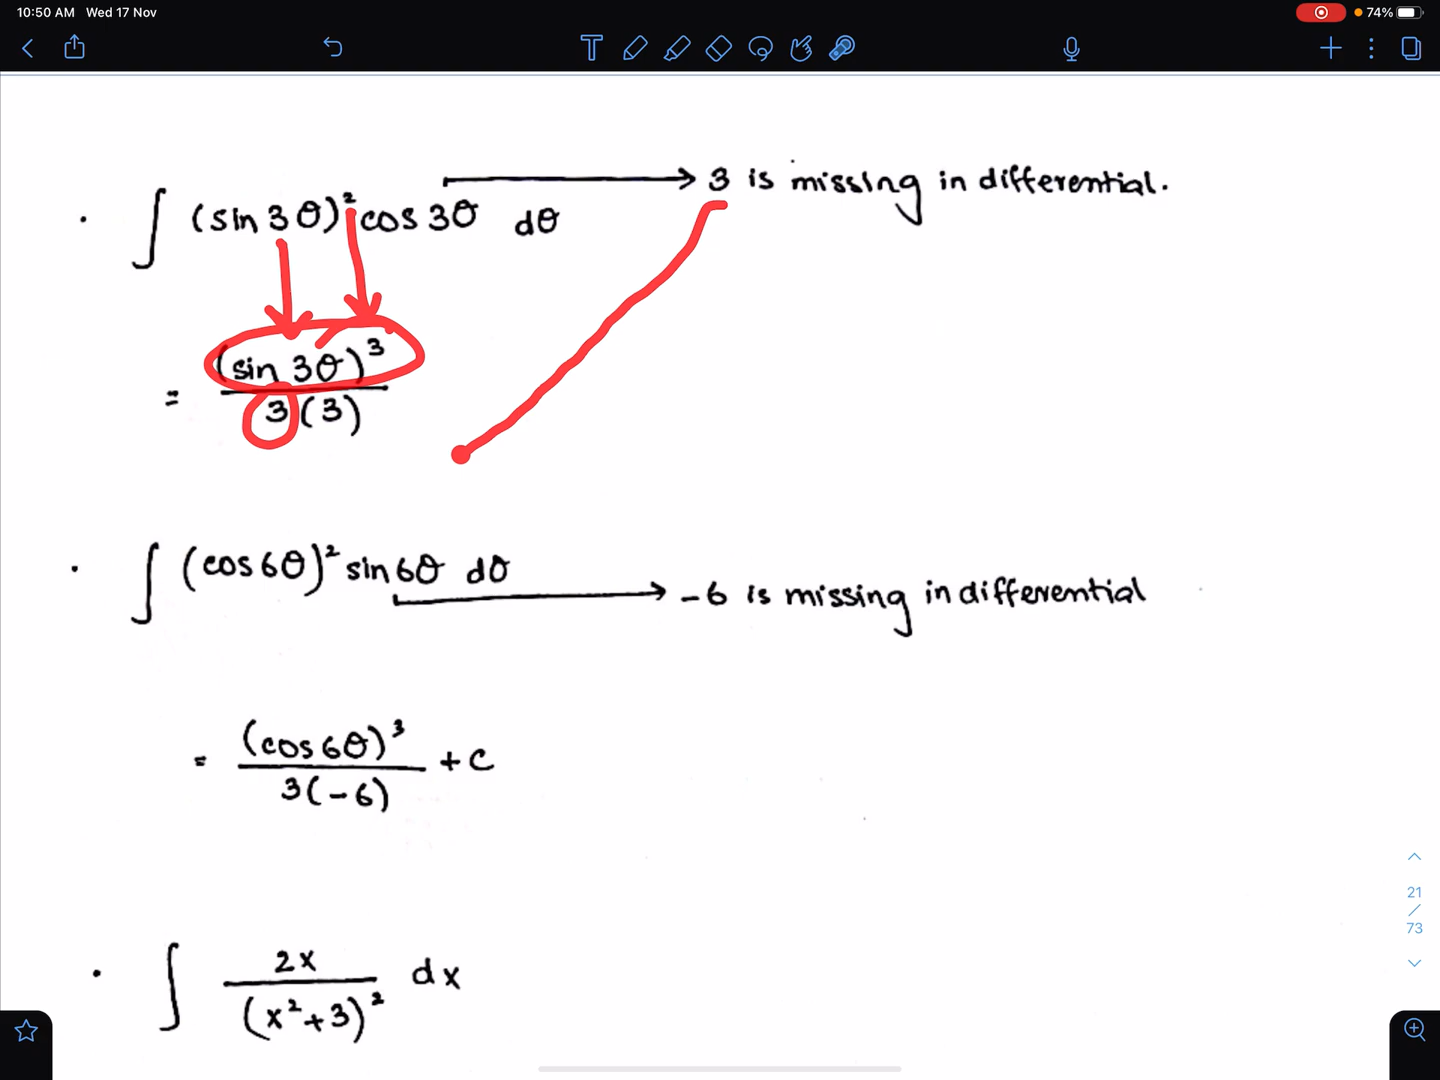 10:50 AM Wed 17 Nov
74%
T
3 is missing in differential.
∫ (sin 3θ)² cos 3θ dθ
= (sin 3θ)³ / 3(3)
∫ (cos 6θ)² sin 6θ dθ → -6 is missing in differential
= (cos 6θ)³ / 3(-6) + c
∫ 2x / (x² + 3)² dx
21
/
73